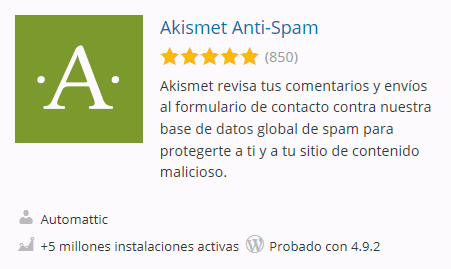 ·A·
Akismet Anti-Spam
(850)
Akismet revisa tus comentarios y envíos
al formulario de contacto contra nuestra
base de datos global de spam para
protegerte a ti y a tu sitio de contenido
malicioso.
Automattic
+5 millones instalaciones activas
Probado con 4.9.2